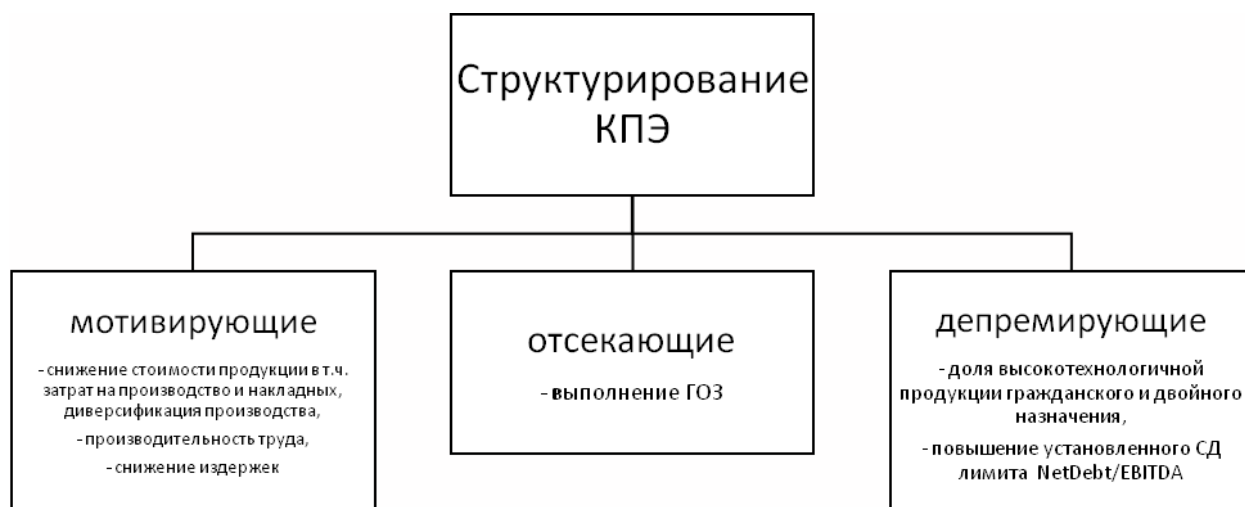 Структурирование
КПЭ
мотивирующие
-снижение стоимости продукции в т.ч.
затрат на производство и накладных,
диверсификация производства,
-производительность труда,
-снижение издержек
отсекающие
-выполнение ГОЗ
депремирующие
-доля высокотехнологичной
продукции гражданского и двойного
назначения,
-повышение установленного СД
лимита NetDebt/EBITDA